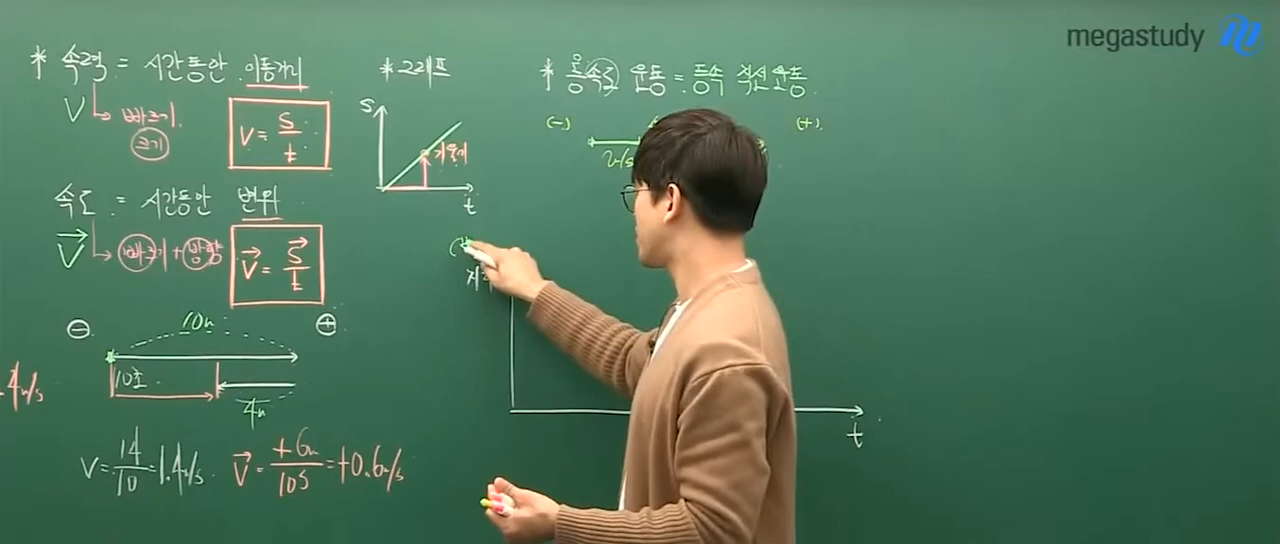 megastudy
* 속력 = 시간동안 이동거리
V → 빠르기.
크기
V = S/t
속도 = 시간동안 변위
V→ → 빠르기 + 방향
V→ = S→/t
⊖ 10m ⊕
10초
4m
.4m/s
V = 14/10 = 1.4m/s
V→ = +6m/10s = +0.6m/s
* 그래프
S
기울기
t
* 등속도 운동 = 등속 직선 운동
(-) (+)
t